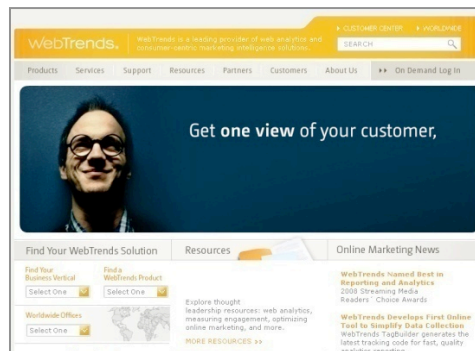 CUSTOMER CENTER WORLDWIDE
WebTrends.
WebTrends is a leading provider of web analytics and
consumer-centric marketing intelligence solutions.
SEARCH
Products Services Support Resources Partners Customers About Us On Demand Log In
Get one view of your customer,
Find Your WebTrends Solution
Find Your
Business Vertical
Select One
Find a
WebTrends Product
Select One
Worldwide Offices
Select One
Resources
Explore thought
leadership resources: web analytics,
measuring engagement, optimizing
online marketing, and more.
MORE RESOURCES >>
Online Marketing News
WebTrends Named Best in
Reporting and Analytics
2008 Streaming Media
Readers' Choice Awards
WebTrends Develops First Online
Tool to Simplify Data Collection
WebTrends TagBuilder generates the
latest tracking code for fast, quality
analytics reporting